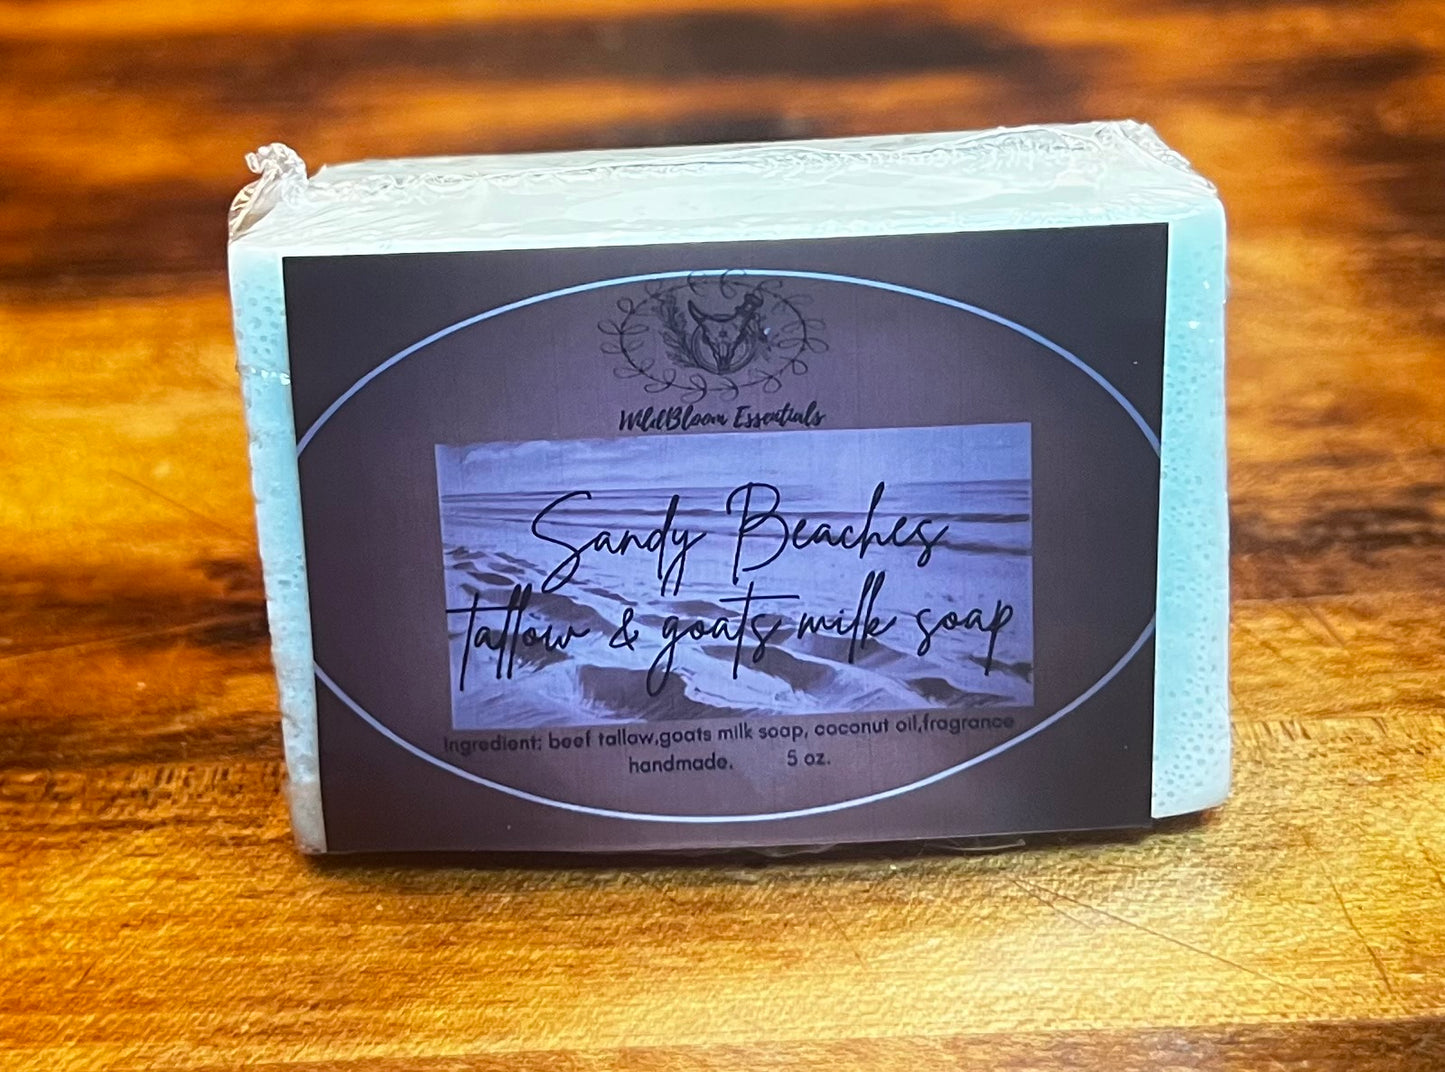 WildBloom Essentials
Sandy Beaches
tallow & goats milk soap
Ingredient: beef tallow,goats milk soap, coconut oil,fragrance
handmade. 5 oz.